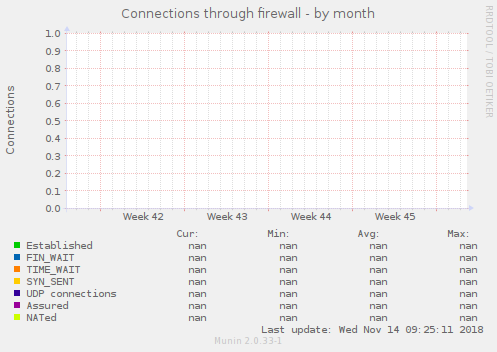 Connections through firewall - by month
RRDTOOL / TOBI OETIKER
Connections
1.0
0.9
0.8
0.7
0.6
0.5
0.4
0.3
0.2
0.1
0.0
Week 42 Week 43 Week 44 Week 45
Cur: Min: Avg: Max:
Established nan nan nan nan
FIN_WAIT nan nan nan nan
TIME_WAIT nan nan nan nan
SYN_SENT nan nan nan nan
UDP connections nan nan nan nan
Assured nan nan nan nan
NATed nan nan nan nan
Last update: Wed Nov 14 09:25:11 2018
Munin 2.0.33-1